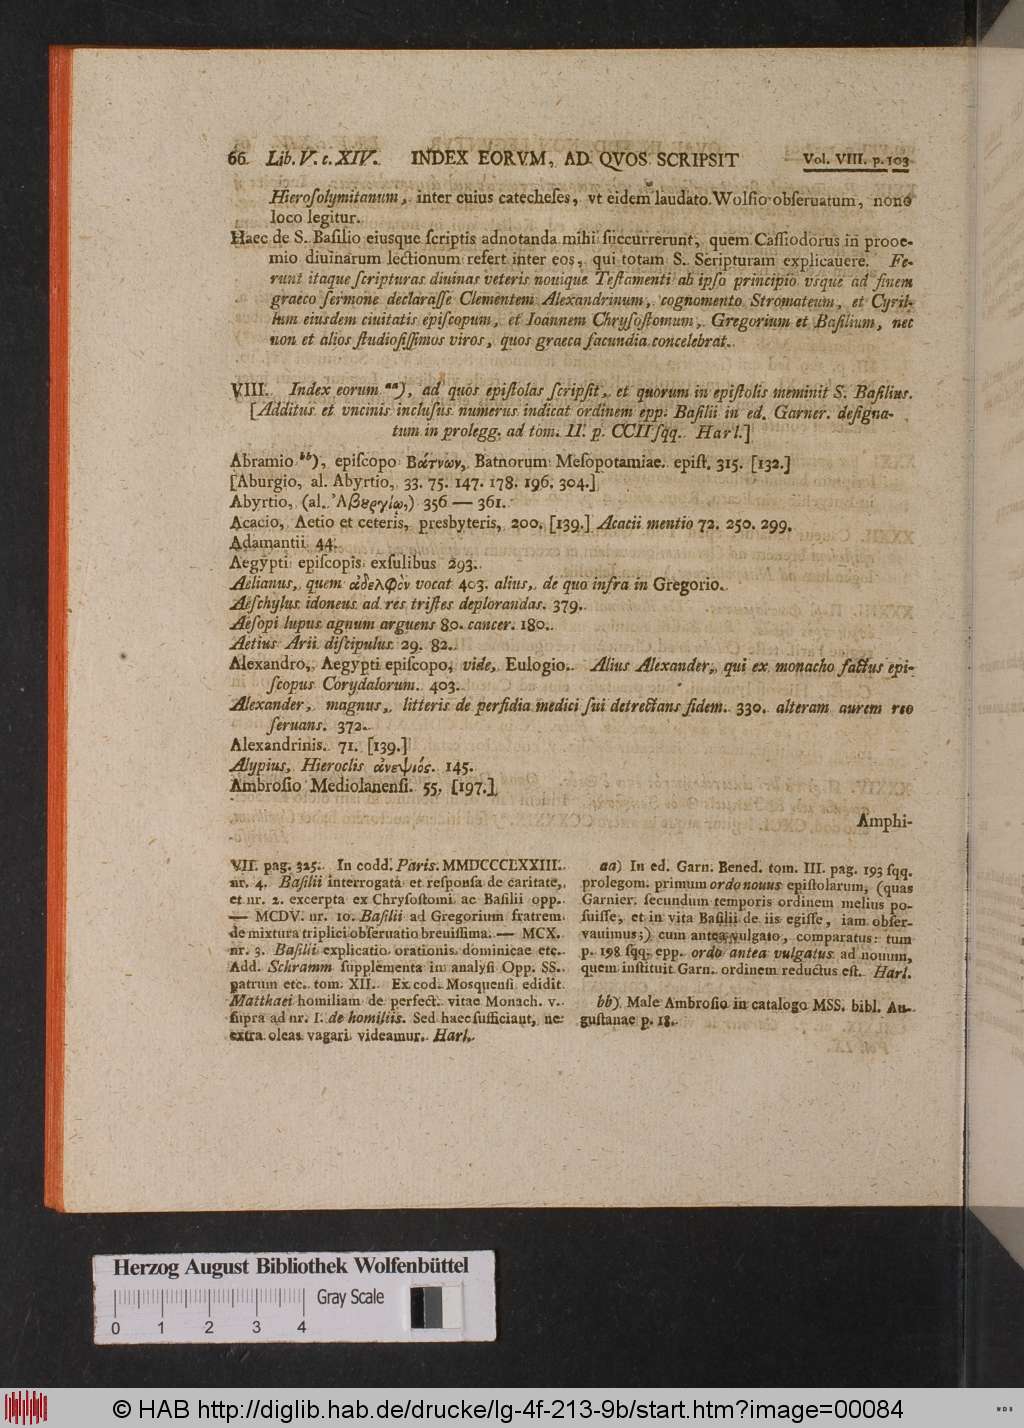 66 Lib. V. c. XIV. INDEX EORVM, AD QVOS SCRIPSIT Vol. VIII. p. 103
Hieroſolymitanum, inter cuius catecheſes, vt eidem laudato Wolfio obſeruatum, nono
loco legitur.
Haec de S. Baſilio eiusque ſcriptis adnotanda mihi ſuccurrerunt, quem Caſſiodorus in prooe-
mio diuinarum lectionum refert inter eos, qui totam S. Scripturam explicauere. Fe-
runt itaque ſcripturas diuinas veteris nouique Teſtamenti ab ipſo principio vsque ad finem
graeco ſermone declaraſſe Clementem Alexandrinum, cognomento Stromateum, et Cyril-
lum eiusdem ciuitatis epiſcopum, et Ioannem Chryſoſtomum, Gregorium et Baſilium, nec
non et alios ſtudioſiſſimos viros, quos graeca facundia concelebrat.
VIII. Index eorum aa), ad quos epiſtolas ſcripſit, et quorum in epiſtolis meminit S. Baſilius.
[Additus et vncinis incluſus numerus indicat ordinem epp. Baſilii in ed. Garner. deſigna-
tum in prolegg. ad tom. II. p. CCII ſqq. Harl.]
Abramio bb), epiſcopo Βάτνων, Batnorum Meſopotamiae. epiſt. 315. [132.]
[Aburgio, al. Abyrtio, 33. 75. 147. 178. 196. 304.]
Abyrtio, (al. Ἀβȣργίῳ,) 356 — 361.
Acacio, Aetio et ceteris, presbyteris, 200. [139.] Acacii mentio 72. 250. 299.
Adamantii 44.
Aegypti epiſcopis exſulibus 293.
Aelianus, quem ἀδελφὸν vocat 403. alius, de quo infra in Gregorio.
Aeſchylus idoneus ad res triſtes deplorandas. 379.
Aeſopi lupus agnum arguens 80. cancer. 180.
Aetius Arii diſcipulus 29. 82.
Alexandro, Aegypti epiſcopo, vide, Eulogio. Alius Alexander, qui ex monacho factus epi-
ſcopus Corydalorum. 403.
Alexander, magnus, litteris de perfidia medici ſui detrectans fidem. 330. alteram aurem reo
ſeruans. 372.
Alexandrinis. 71. [139.]
Alypius, Hieroclis ἀνεψιός. 145.
Ambroſio Mediolanenſi. 55. [197.]
Amphi-
VII. pag. 325. In codd. Paris. MMDCCCLXXIII.
nr. 4. Baſilii interrogata et reſponſa de caritate,
et nr. 2. excerpta ex Chryſoſtomi ac Baſilii opp.
— MCDV. nr. 10. Baſilii ad Gregorium fratrem
de mixtura triplici obſeruatio breuiſſima. — MCX.
nr. 3. Baſilii explicatio orationis dominicae etc.
Add. Schramm ſupplementa in analyſi Opp. SS.
patrum etc. tom. XII. Ex cod. Mosquenſi edidit
Matthaei homiliam de perfect. vitae Monach. v.
ſupra ad nr. I. de homiliis. Sed haec ſufficiant, ne
extra oleas vagari videamur. Harl.
aa) In ed. Garn. Bened. tom. III. pag. 193 ſqq.
prolegom. primum ordo nouus epiſtolarum, (quas
Garnier. ſecundum temporis ordinem melius po-
ſuiſſe, et in vita Baſilii de iis egiſſe, iam obſer-
vauimus;) cum antea vulgato, comparatus: tum
p. 198 ſqq. epp. ordo antea vulgatus ad nouum,
quem inſtituit Garn. ordinem reductus eſt. Harl.
bb) Male Ambroſio in catalogo MSS. bibl. Au-
guſtanae p. 18.
Herzog August Bibliothek Wolfenbüttel
Gray Scale
0 1 2 3 4
© HAB http://diglib.hab.de/drucke/lg-4f-213-9b/start.htm?image=00084